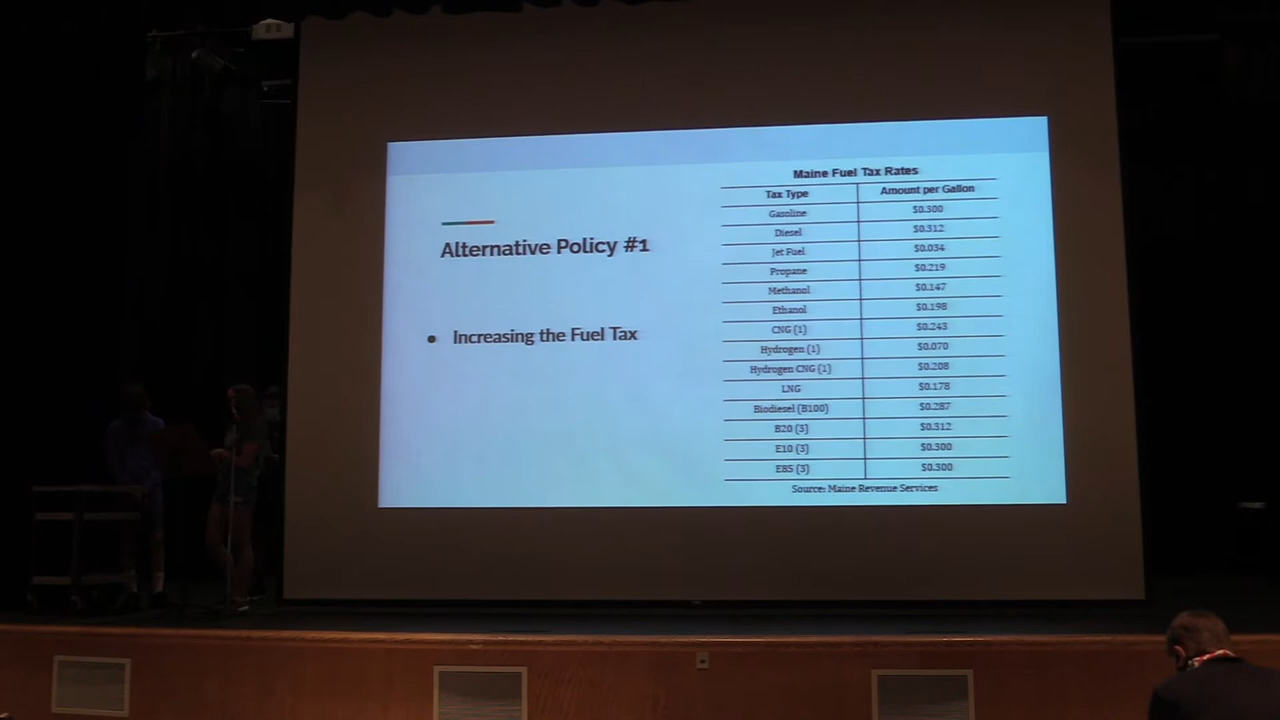 Alternative Policy #1
● Increasing the Fuel Tax
Maine Fuel Tax Rates
Tax Type Amount per Gallon
Gasoline $0.300
Diesel $0.312
Jet Fuel $0.034
Propane $0.219
Methanol $0.147
Ethanol $0.198
CNG (1) $0.243
Hydrogen (1) $0.070
Hydrogen CNG (1) $0.208
LNG $0.178
Biodiesel (B100) $0.287
B20 (3) $0.312
E10 (3) $0.300
E85 (3) $0.300
Source: Maine Revenue Services